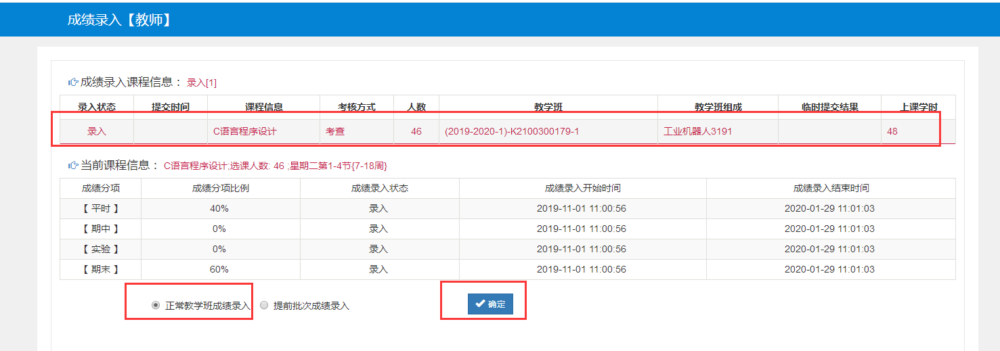 成绩录入【教师】
成绩录入课程信息： 录入[1]
录入状态 提交时间 课程信息 考核方式 人数 教学班 教学班组成 临时提交结果 上课学时
录入 C语言程序设计 考查 46 (2019-2020-1)-K2100300179-1 工业机器人3191 48
当前课程信息： C语言程序设计;选课人数: 46 ;星期二第1-4节{7-18周}
成绩分项 成绩分项比例 成绩录入状态 成绩录入开始时间 成绩录入结束时间
【 平时 】 40% 录入 2019-11-01 11:00:56 2020-01-29 11:01:03
【 期中 】 0% 录入 2019-11-01 11:00:56 2020-01-29 11:01:03
【 实验 】 0% 录入 2019-11-01 11:00:56 2020-01-29 11:01:03
【 期末 】 60% 录入 2019-11-01 11:00:56 2020-01-29 11:01:03
正常教学班成绩录入 提前批次成绩录入 确定